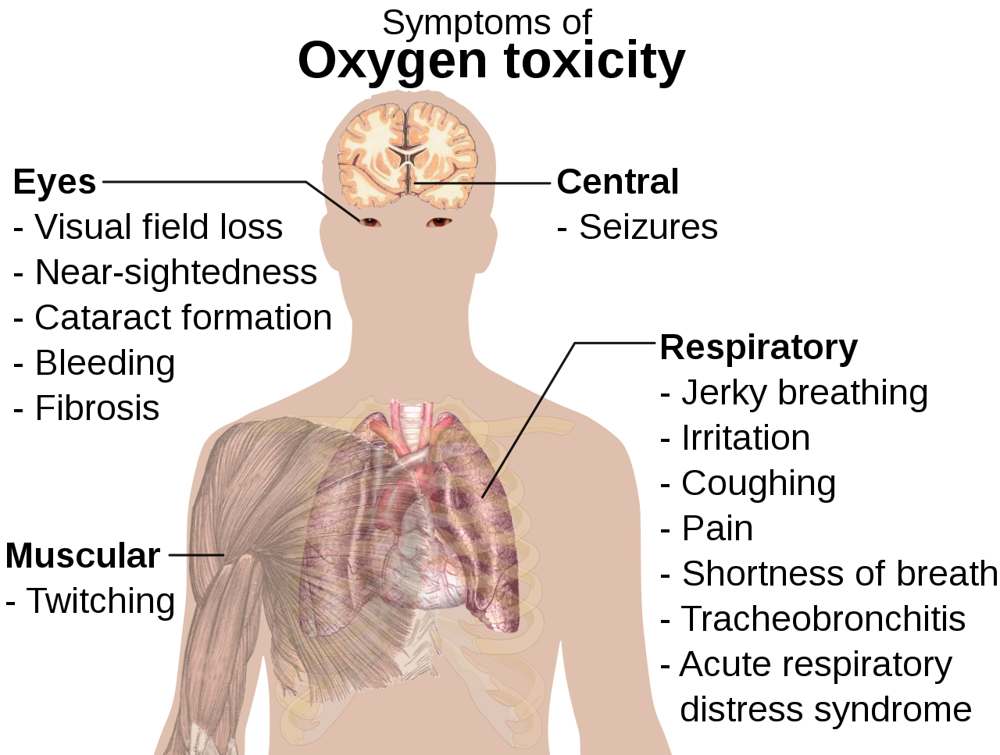 Symptoms of
Oxygen toxicity
Eyes
- Visual field loss
- Near-sightedness
- Cataract formation
- Bleeding
- Fibrosis
Central
- Seizures
Respiratory
- Jerky breathing
- Irritation
- Coughing
- Pain
- Shortness of breath
- Tracheobronchitis
- Acute respiratory
distress syndrome
Muscular
- Twitching